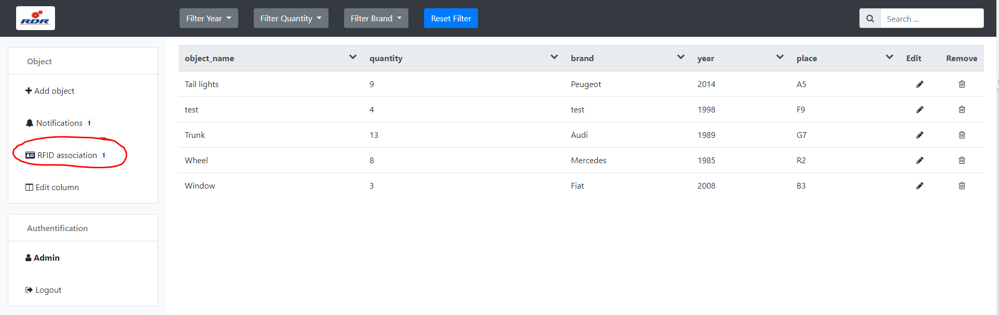 RDR
Filter Year
Filter Quantity
Filter Brand
Reset Filter
Search ...
Object
Add object
Notifications 1
RFID association 1
Edit column
Authentification
Admin
Logout
object_name quantity brand year place Edit Remove
Tail lights 9 Peugeot 2014 A5
test 4 test 1998 F9
Trunk 13 Audi 1989 G7
Wheel 8 Mercedes 1985 R2
Window 3 Fiat 2008 B3